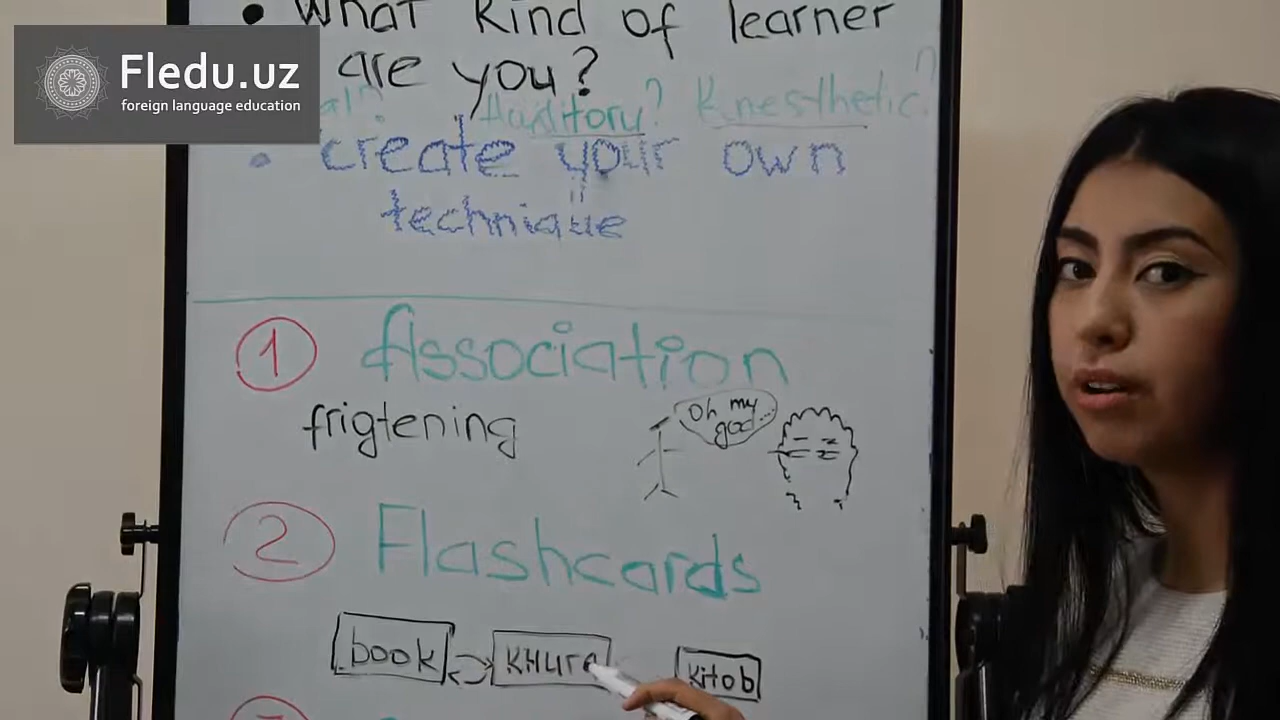 • What kind of learner
Fledu.uz
foreign language education
are you?
Auditory? Kinesthetic?
• create your own
technique
1 Association
frigtening
Oh my
god...
2 Flashcards
book
kitob